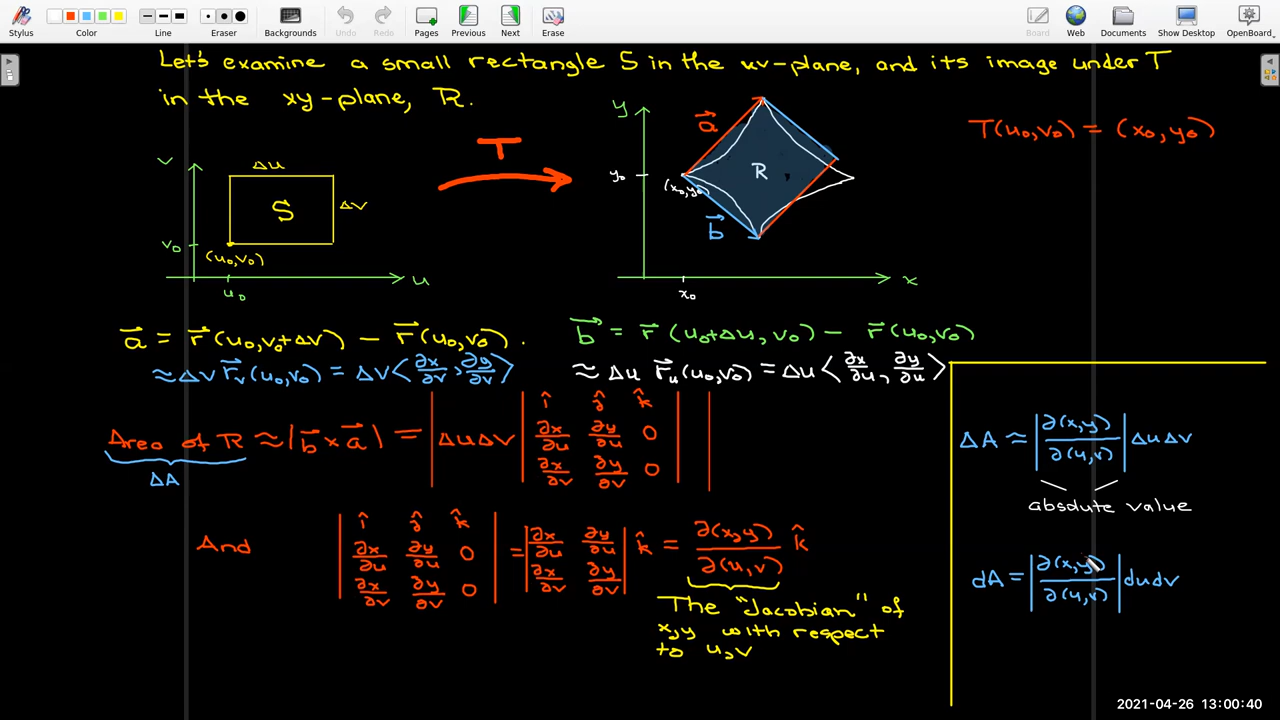 Stylus Color Eraser Backgrounds Undo Redo Pages Previous Next Erase Board Web Documents Show Desktop OpenBoard
Let's examine a small rectangle S in the uv-plane, and its image under T
in the xy-plane, R.
T(u₀,v₀) = (x₀,y₀)
T
v
Δu
S
Δv
v₀
(u₀,v₀)
u₀
u
y
a⃗
R
y₀
(x₀,y₀)
b⃗
x₀
x
a⃗ = r⃗(u₀,v₀+Δv) − r⃗(u₀,v₀).
≈ Δv r⃗ᵥ(u₀,v₀) = Δv⟨∂x/∂v, ∂y/∂v⟩
b⃗ = r⃗(u₀+Δu, v₀) − r⃗(u₀,v₀)
≈ Δu r⃗ᵤ(u₀,v₀) = Δu⟨∂x/∂u, ∂y/∂u⟩
Area of R ≈ |b⃗ × a⃗| = | ΔuΔv | î ĵ k̂
∂x/∂u ∂y/∂u 0
∂x/∂v ∂y/∂v 0 | |
ΔA
And | î ĵ k̂
∂x/∂u ∂y/∂u 0
∂x/∂v ∂y/∂v 0 | = | ∂x/∂u ∂y/∂u
∂x/∂v ∂y/∂v | k̂ = ∂(x,y)/∂(u,v) k̂
The "Jacobian" of
x,y with respect
to u,v
ΔA ≈ |∂(x,y)/∂(u,v)| ΔuΔv
absolute value
dA = |∂(x,y)/∂(u,v)| dudv
2021-04-26 13:00:40